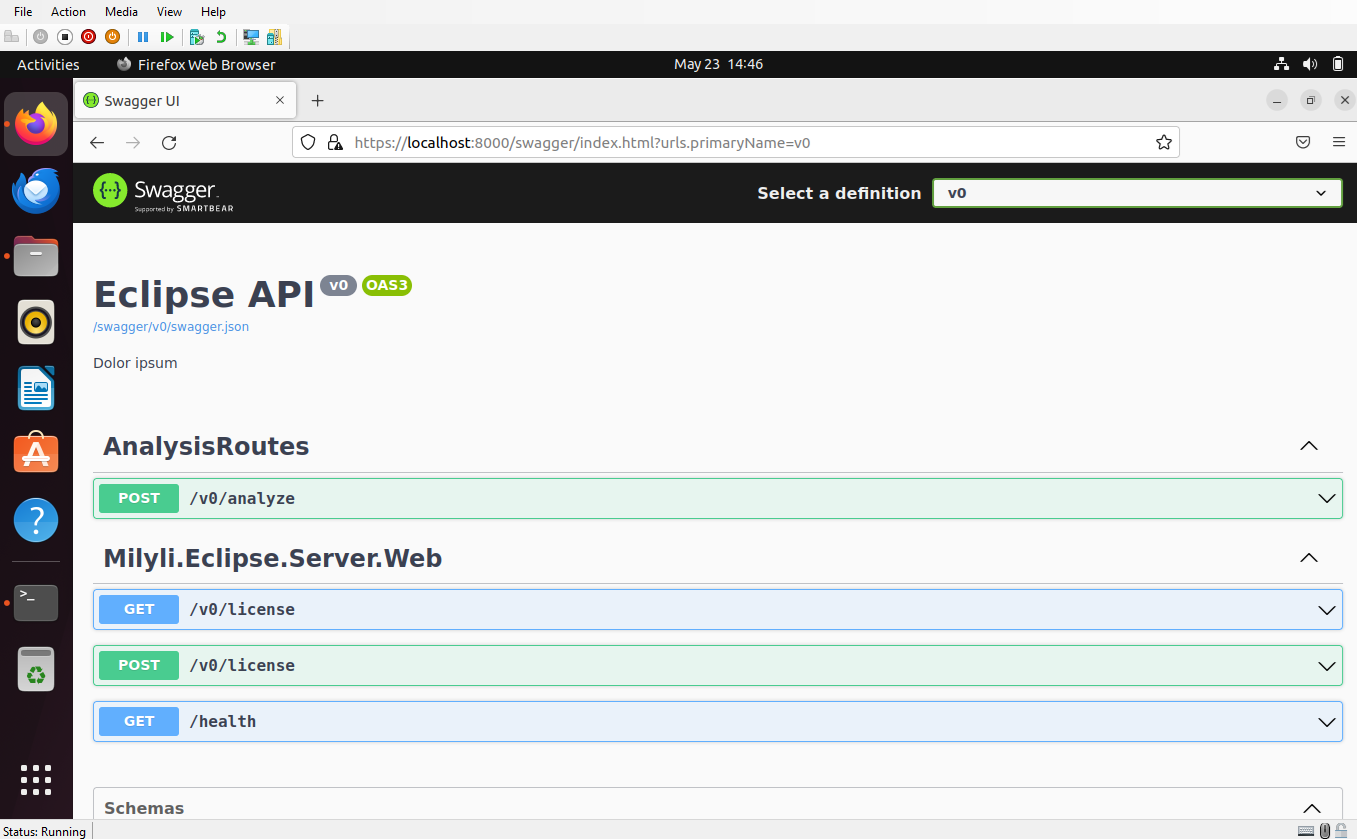 File Action Media View Help
Activities Firefox Web Browser May 23 14:46
Swagger UI
https://localhost:8000/swagger/index.html?urls.primaryName=v0
Swagger
Supported by SMARTBEAR
Select a definition v0
Eclipse API v0 OAS3
/swagger/v0/swagger.json
Dolor ipsum
AnalysisRoutes
POST /v0/analyze
Milyli.Eclipse.Server.Web
GET /v0/license
POST /v0/license
GET /health
Schemas
Status: Running